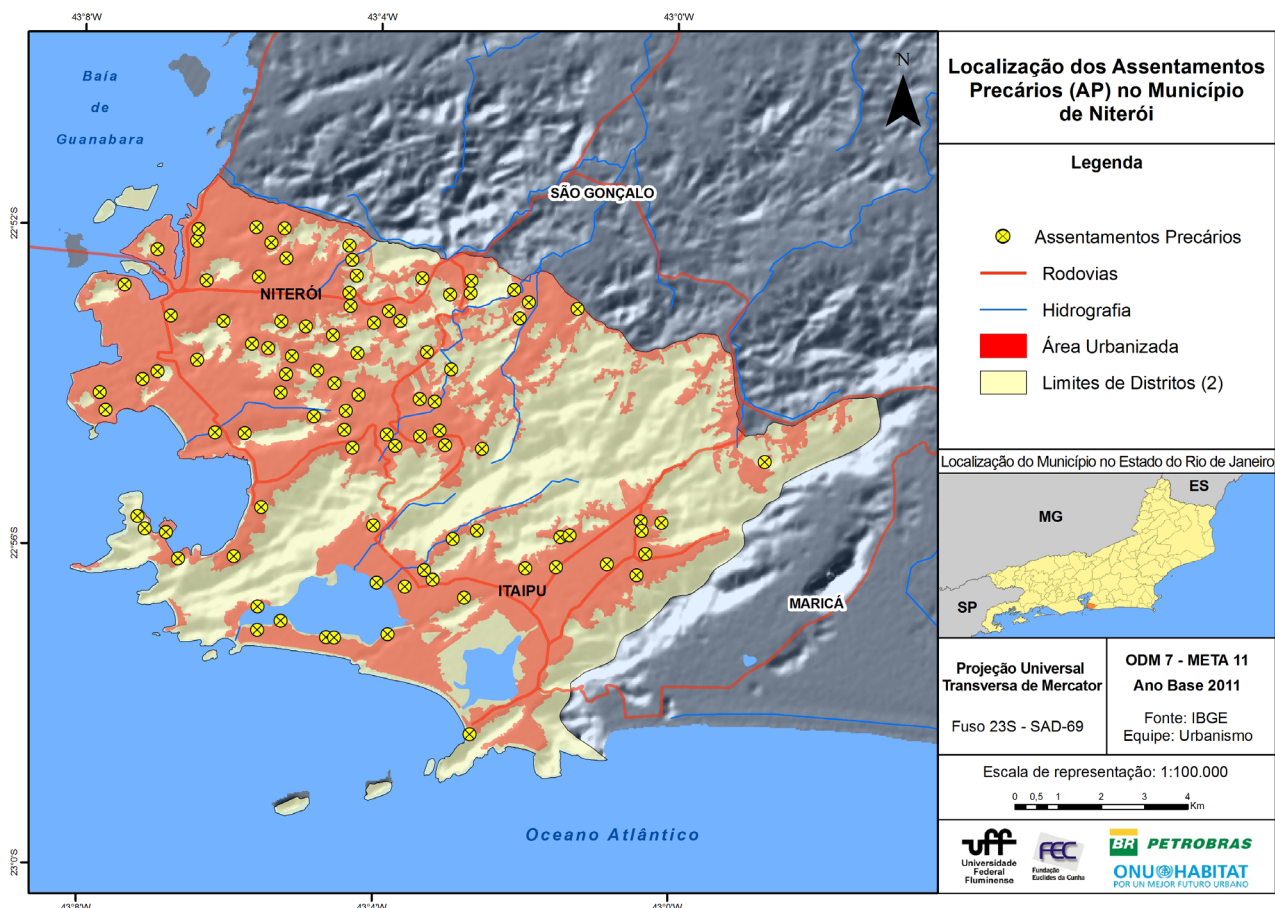 43°8'W
43°4'W
43°0'W
22°52'S
22°56'S
23°0'S
43°8'W
43°4'W
43°0'W
Baía
de
Guanabara
N
SÃO GONÇALO
NITERÓI
ITAIPU
MARICÁ
Oceano Atlântico
Localização dos Assentamentos
Precários (AP) no Município
de Niterói
Legenda
Assentamentos Precários
Rodovias
Hidrografia
Área Urbanizada
Limites de Distritos (2)
Localização do Município no Estado do Rio de Janeiro
ES
MG
SP
Projeção Universal
Transversa de Mercator
Fuso 23S - SAD-69
ODM 7 - META 11
Ano Base 2011
Fonte: IBGE
Equipe: Urbanismo
Escala de representação: 1:100.000
0 0,5 1 2 3 4
Km
uff
Universidade
Federal
Fluminense
FEC
Fundação
Euclides da Cunha
BR PETROBRAS
ONU HABITAT
POR UN MEJOR FUTURO URBANO